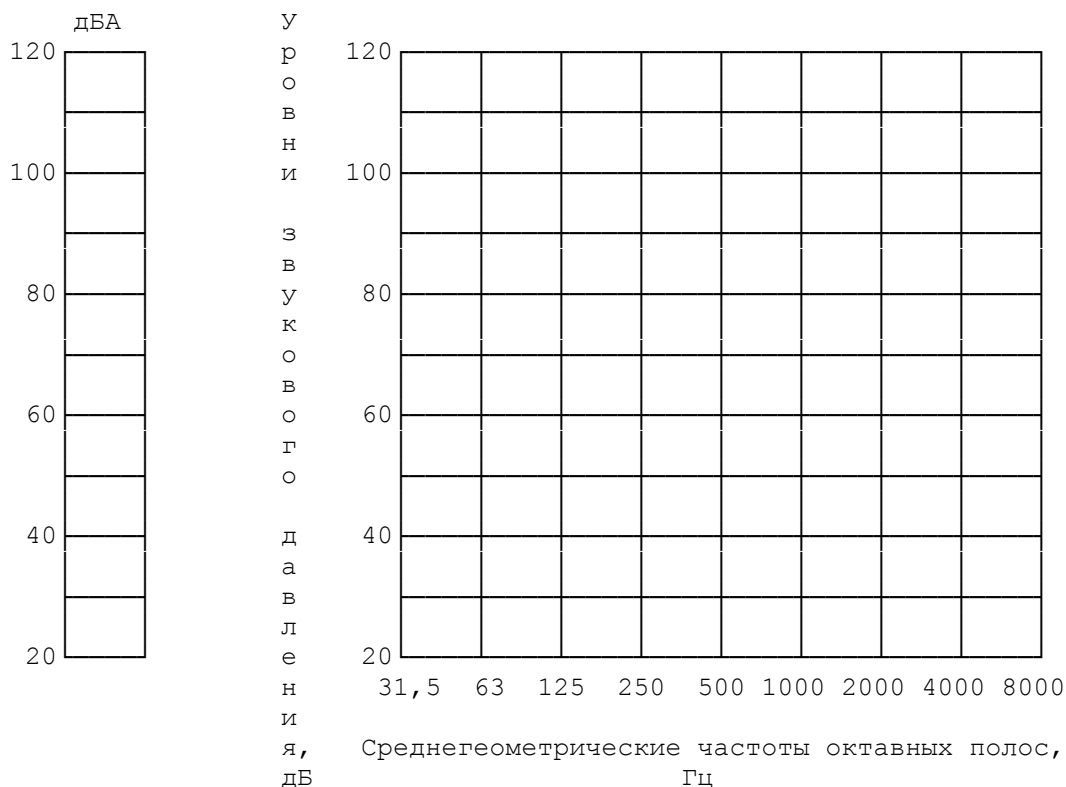 дБА
120
100
80
60
40
20
Уровни звукового давления, дБ
120
100
80
60
40
20
31,5 63 125 250 500 1000 2000 4000 8000
Среднегеометрические частоты октавных полос,
Гц